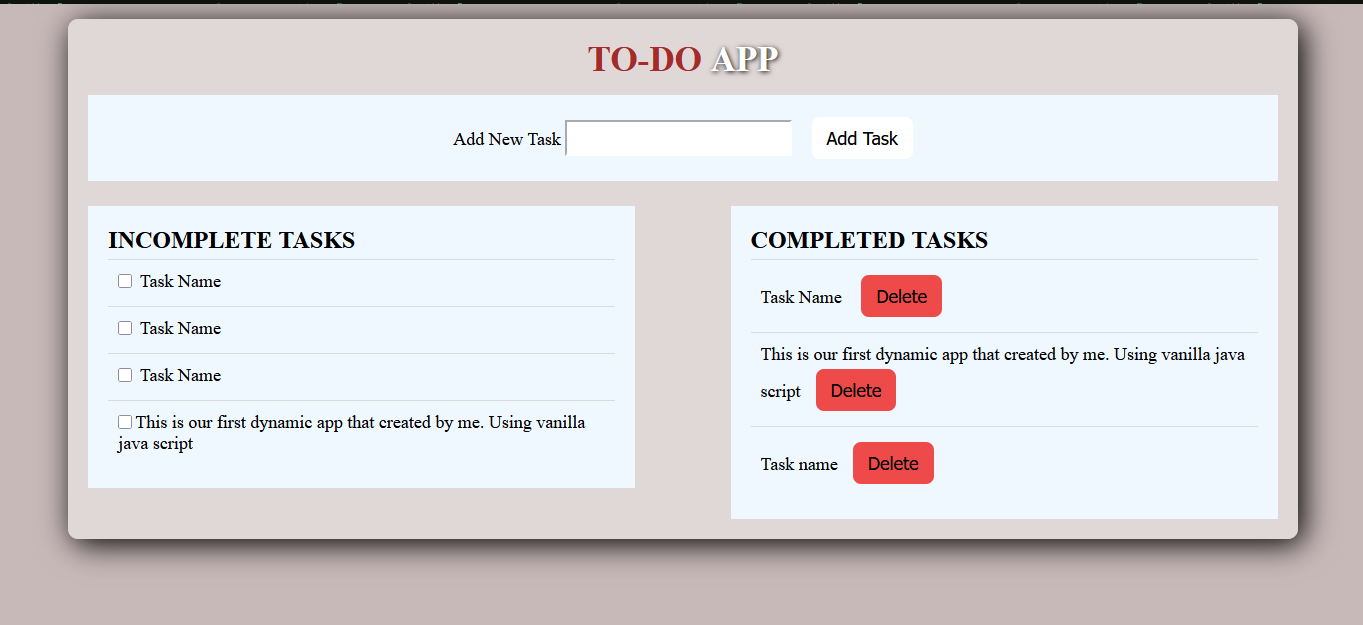 TO-DO APP
Add New Task
Add Task
INCOMPLETE TASKS
Task Name
Task Name
Task Name
This is our first dynamic app that created by me. Using vanilla
java script
COMPLETED TASKS
Task Name Delete
This is our first dynamic app that created by me. Using vanilla java
script Delete
Task name Delete